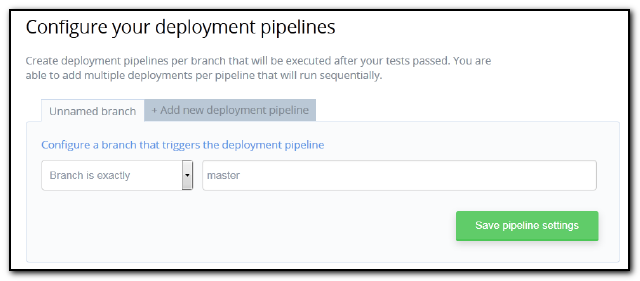 Configure your deployment pipelines
Create deployment pipelines per branch that will be executed after your tests passed. You are
able to add multiple deployments per pipeline that will run sequentially.
Unnamed branch + Add new deployment pipeline
Configure a branch that triggers the deployment pipeline
Branch is exactly master
Save pipeline settings